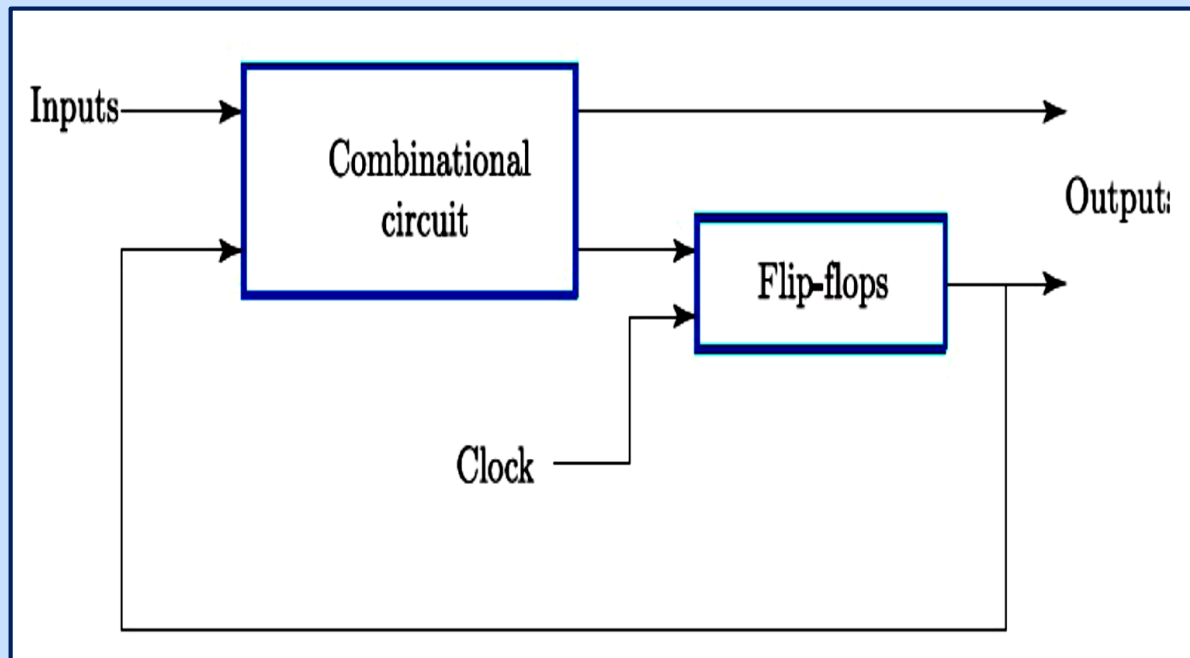 Inputs
Combinational
circuit
Outputs
Flip-flops
Clock